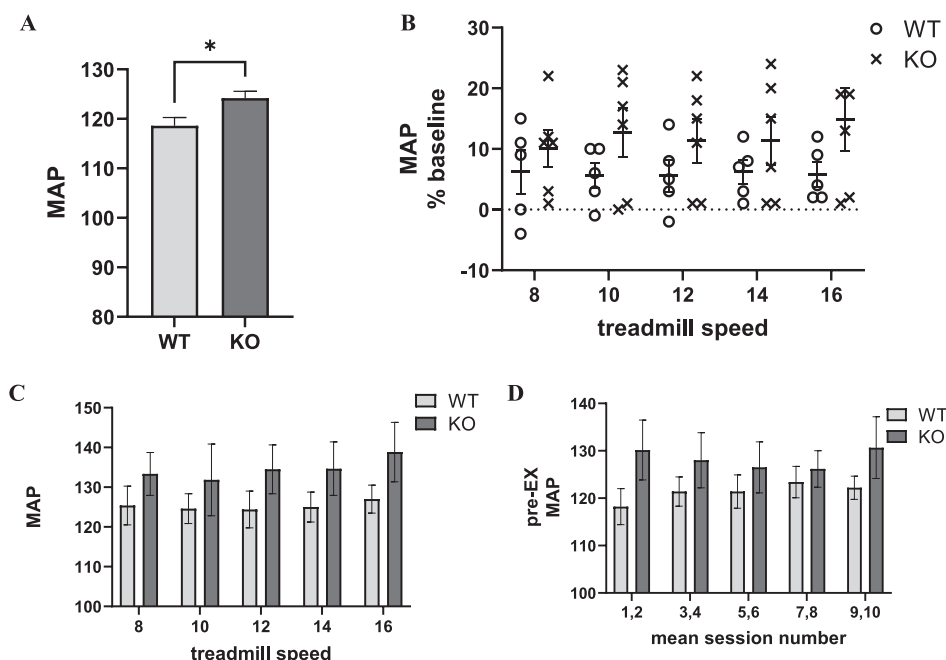 A
*
MAP
130
120
110
100
90
80
WT
KO
B
WT
KO
MAP
% baseline
30
20
10
0
-10
8 10 12 14 16
treadmill speed
C
WT
KO
MAP
150
140
130
120
110
100
8 10 12 14 16
treadmill speed
D
WT
KO
pre-EX
MAP
140
130
120
110
100
1,2 3,4 5,6 7,8 9,10
mean session number